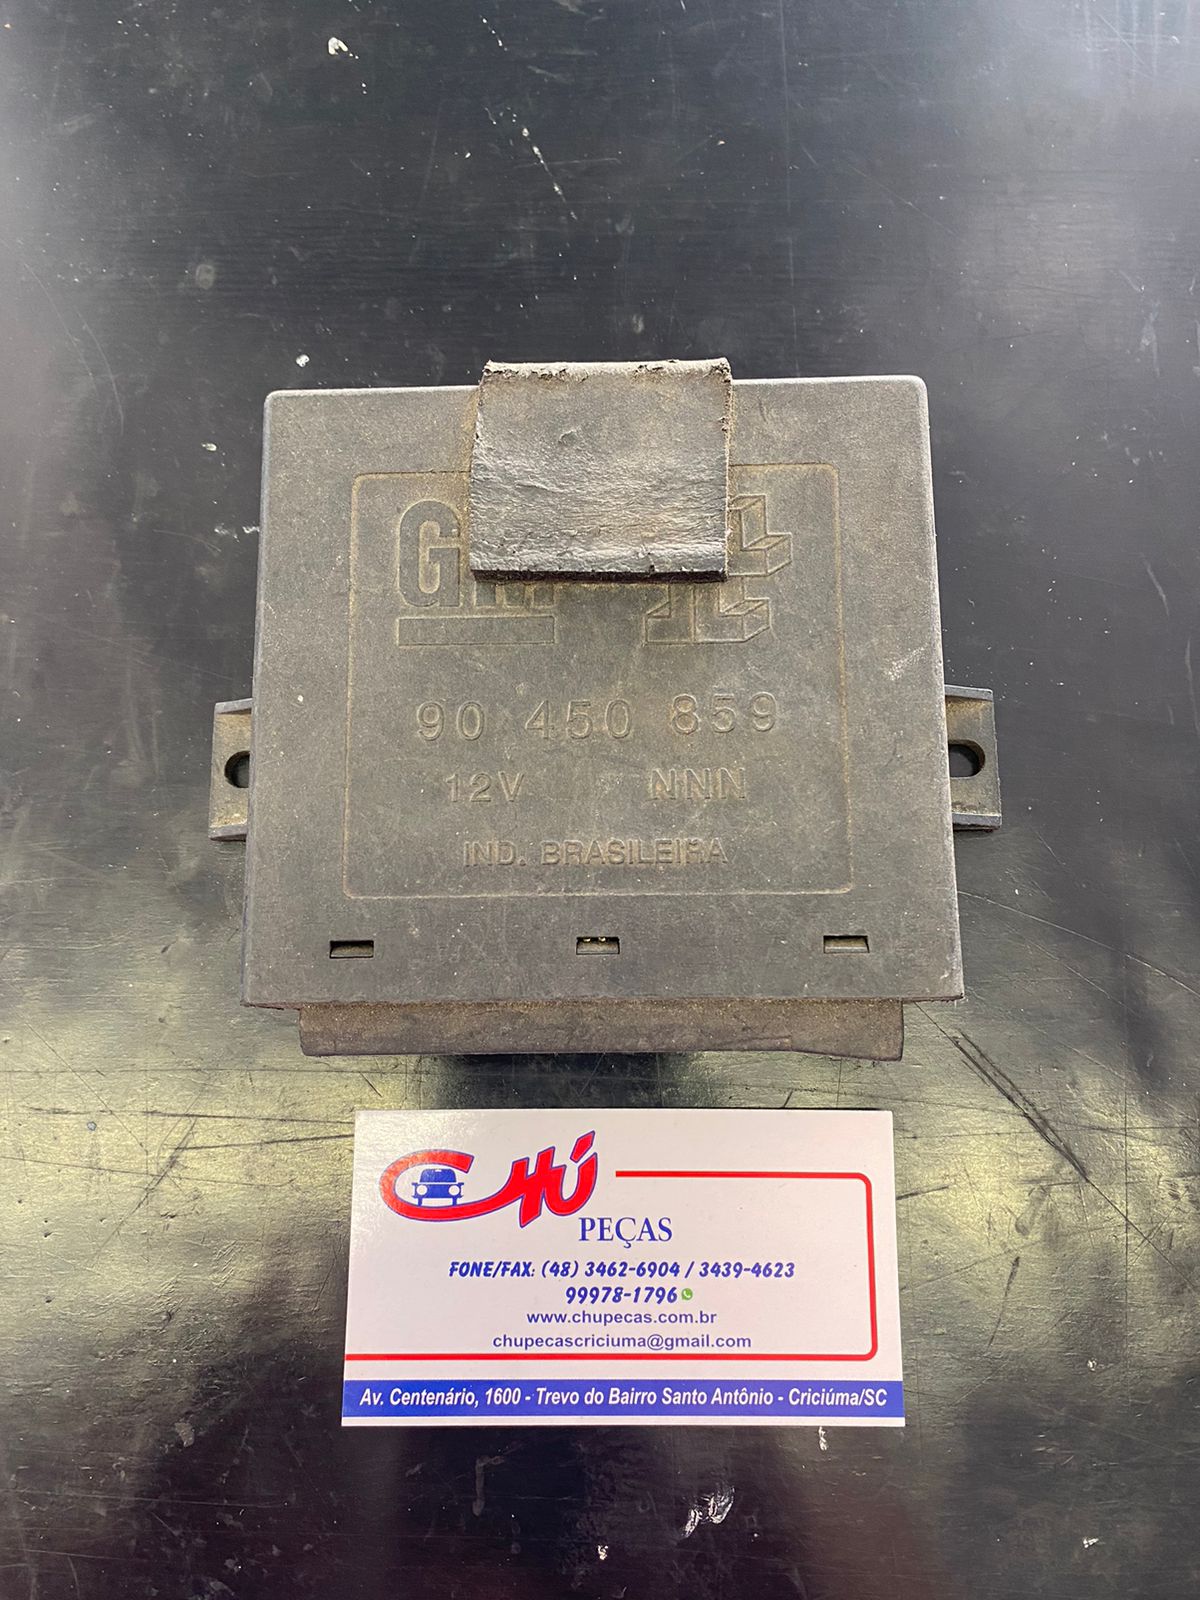 GM
90 450 859
12V NNN
IND. BRASILEIRA
CHÚ
PEÇAS
FONE/FAX: (48) 3462-6904 / 3439-4623
99978-1796
www.chupecas.com.br
chupecascriciuma@gmail.com
Av. Centenário, 1600 - Trevo do Bairro Santo Antônio - Criciúma/SC